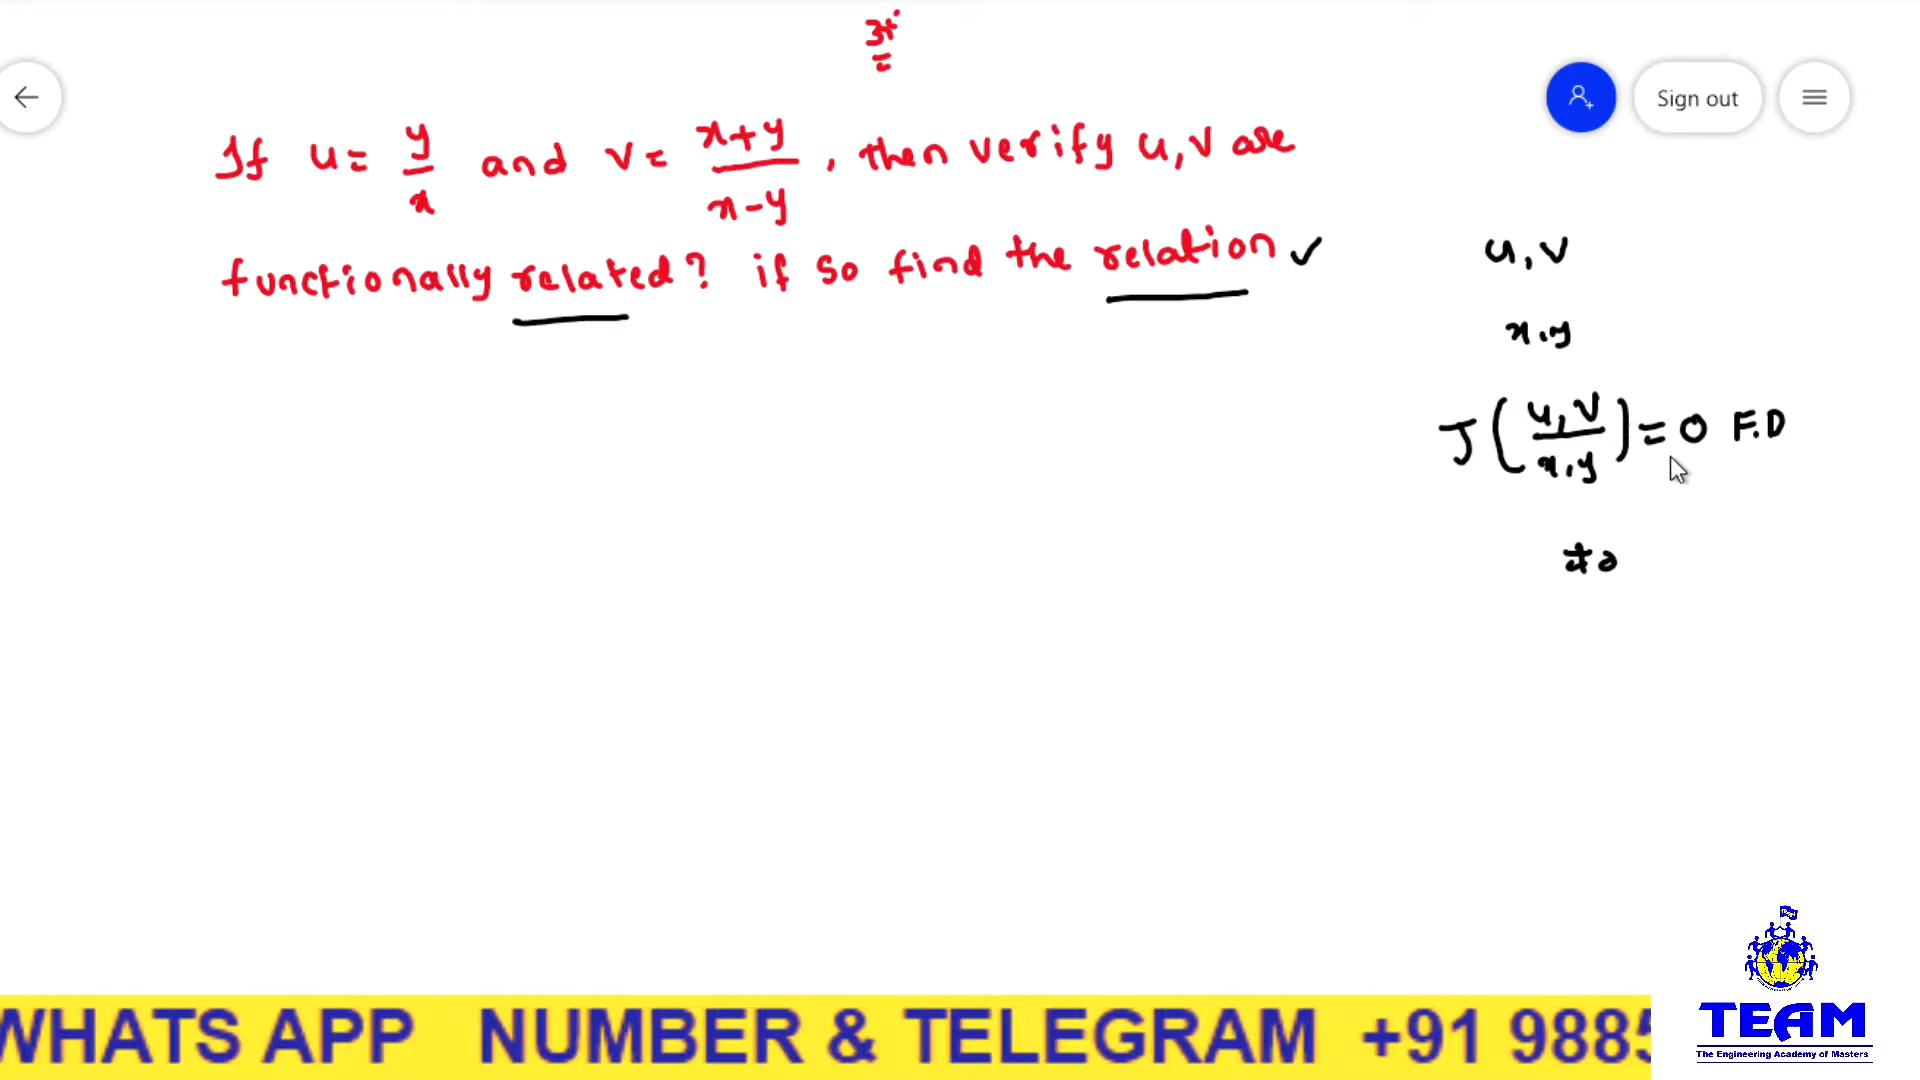 Sign out
If u = y/x and v = x+y/x-y, then verify u,v are
functionally related? if so find the relation ✓
u,v
x,y
J(u,v/x,y) = 0 F.D
≠0
WHATS APP NUMBER & TELEGRAM +91 988
TEAM
The Engineering Academy of Masters